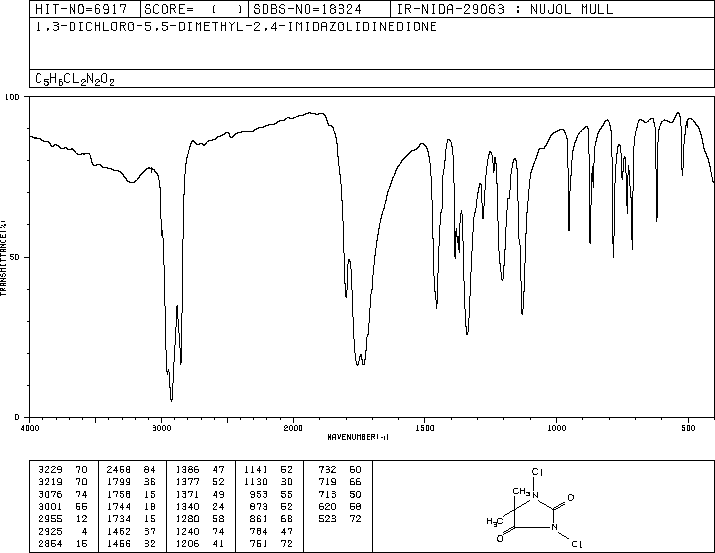 HIT-NO=6917 SCORE= ( ) SDBS-NO=18324 IR-NIDA-29063 : NUJOL MULL
1,3-DICHLORO-5,5-DIMETHYL-2,4-IMIDAZOLIDINEDIONE
C5H6CL2N2O2
100
50
0
TRANSMITTANCE(%)
4000 3000 2000 1500 1000 500
WAVENUMBER(-1)
3229 70 2468 84 1386 47 1141 62 732 60
3219 70 1799 36 1377 52 1130 30 719 66
3076 74 1758 15 1371 49 953 55 713 50
3001 55 1744 18 1340 24 873 52 620 58
2955 12 1734 15 1280 58 861 68 523 72
2925 4 1462 37 1240 74 784 47
2854 16 1456 32 1206 41 751 72
Cl
CH3
N
O
H3C
O
N
Cl